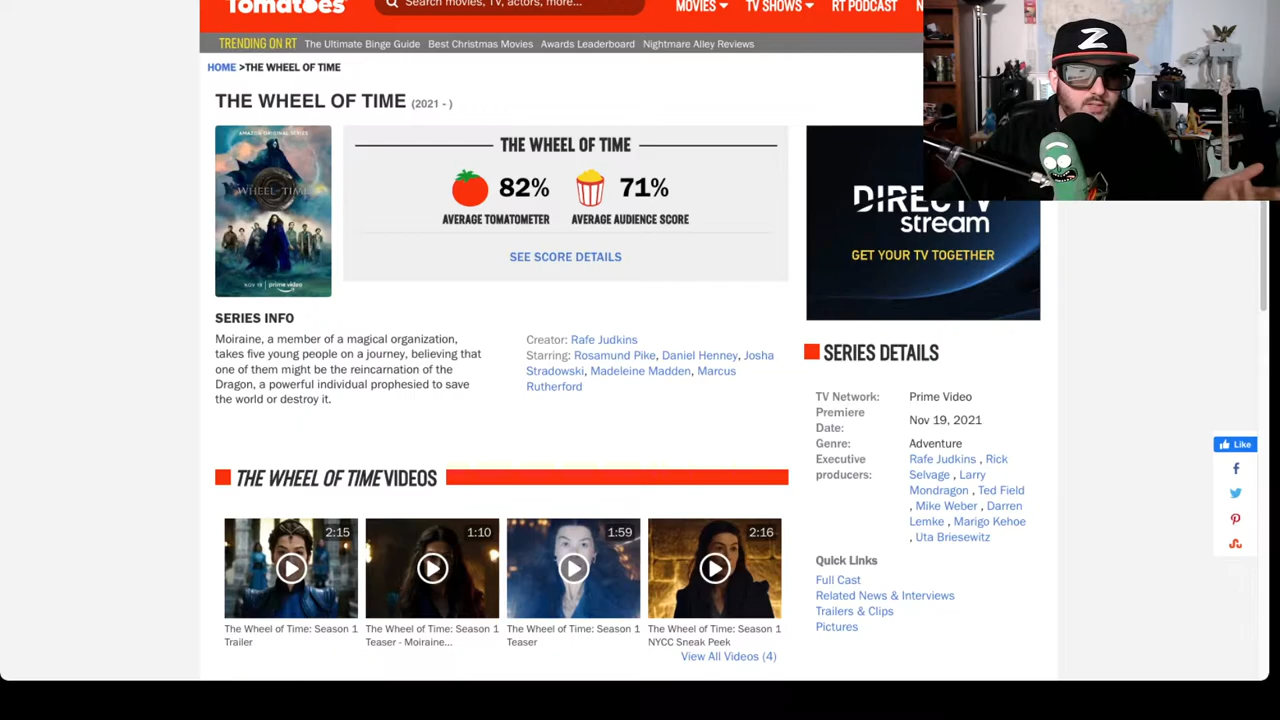 Tomatoes
Search movies, TV, actors, more...
MOVIES
TV SHOWS
RT PODCAST
N
TRENDING ON RT
The Ultimate Binge Guide
Best Christmas Movies
Awards Leaderboard
Nightmare Alley Reviews
HOME >THE WHEEL OF TIME
THE WHEEL OF TIME (2021 - )
AMAZON ORIGINAL SERIES
WHEEL OF TIME
NOV 19 | prime video
THE WHEEL OF TIME
82%
71%
AVERAGE TOMATOMETER
AVERAGE AUDIENCE SCORE
SEE SCORE DETAILS
DIRECTV
stream
GET YOUR TV TOGETHER
Z
SERIES INFO
Moiraine, a member of a magical organization,
takes five young people on a journey, believing that
one of them might be the reincarnation of the
Dragon, a powerful individual prophesied to save
the world or destroy it.
Creator: Rafe Judkins
Starring: Rosamund Pike, Daniel Henney, Josha
Stradowski, Madeleine Madden, Marcus
Rutherford
SERIES DETAILS
TV Network: Prime Video
Premiere
Date: Nov 19, 2021
Genre: Adventure
Executive producers: Rafe Judkins , Rick
Selvage , Larry
Mondragon , Ted Field
, Mike Weber , Darren
Lemke , Marigo Kehoe
, Uta Briesewitz
Quick Links
Full Cast
Related News & Interviews
Trailers & Clips
Pictures
Like
THE WHEEL OF TIME VIDEOS
2:15
1:10
1:59
2:16
The Wheel of Time: Season 1
Trailer
The Wheel of Time: Season 1
Teaser - Moiraine...
The Wheel of Time: Season 1
Teaser
The Wheel of Time: Season 1
NYCC Sneak Peek
View All Videos (4)